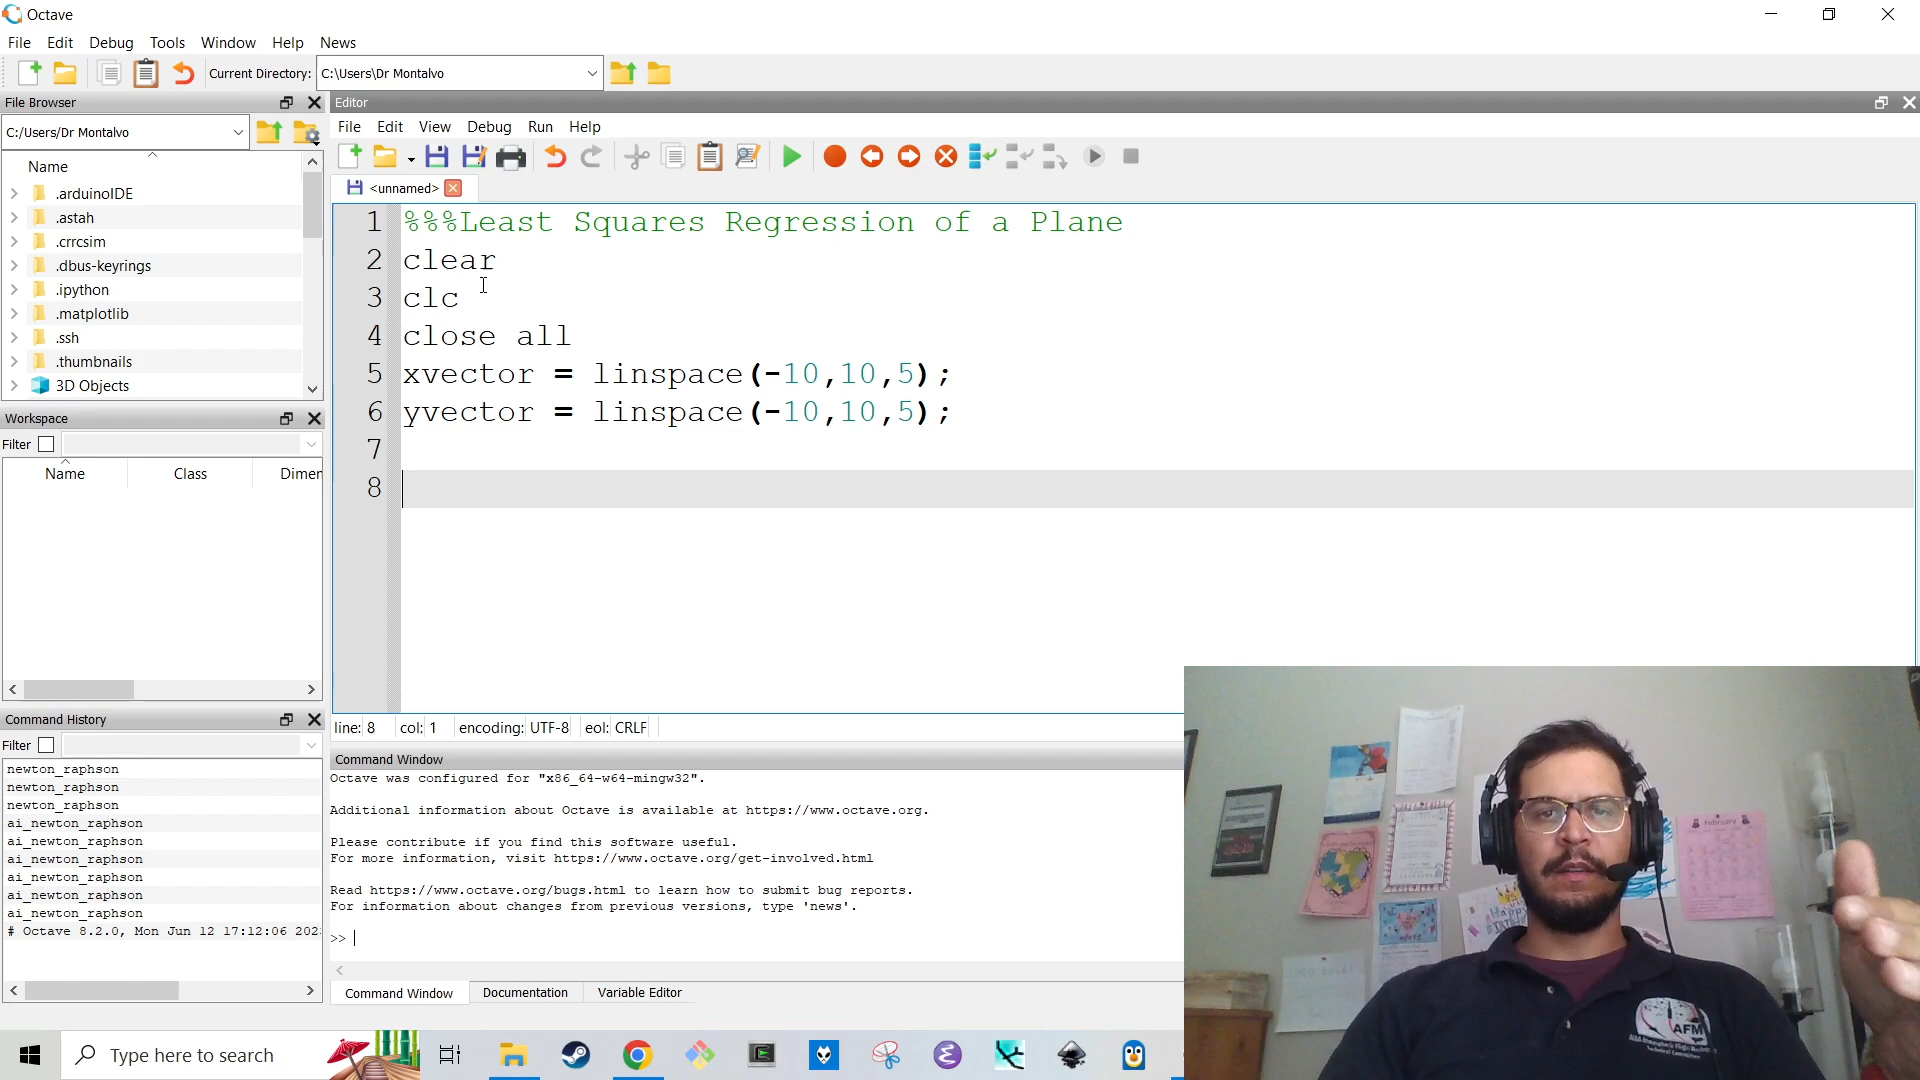 Octave
File Edit Debug Tools Window Help News
Current Directory: C:\Users\Dr Montalvo
File Browser
C:/Users/Dr Montalvo
Name
.arduinoIDE
.astah
.crrcsim
.dbus-keyrings
.ipython
.matplotlib
.ssh
.thumbnails
3D Objects
Workspace
Filter
Name Class Dimen
Command History
Filter
newton_raphson
newton_raphson
newton_raphson
ai_newton_raphson
ai_newton_raphson
ai_newton_raphson
ai_newton_raphson
ai_newton_raphson
ai_newton_raphson
# Octave 8.2.0, Mon Jun 12 17:12:06 202
Editor
File Edit View Debug Run Help
<unnamed>
1 %%%Least Squares Regression of a Plane
2 clear
3 clc
4 close all
5 xvector = linspace(-10,10,5);
6 yvector = linspace(-10,10,5);
7
8
line: 8 col: 1 encoding: UTF-8 eol: CRLF
Command Window
Octave was configured for "x86_64-w64-mingw32".
Additional information about Octave is available at https://www.octave.org.
Please contribute if you find this software useful.
For more information, visit https://www.octave.org/get-involved.html
Read https://www.octave.org/bugs.html to learn how to submit bug reports.
For information about changes from previous versions, type 'news'.
>>
Command Window Documentation Variable Editor
Type here to search
February
Happy
AFM
Technical Committee